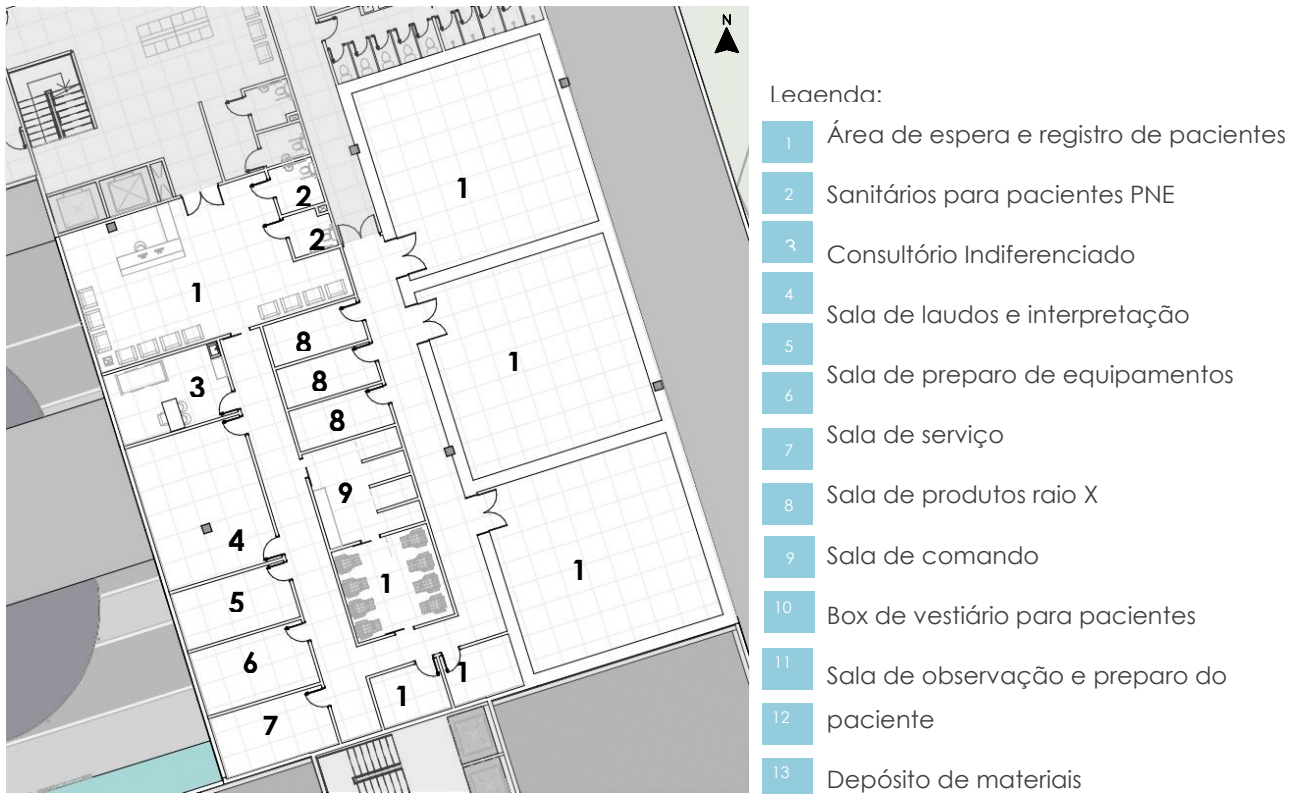 N
1
2
2
1
8
1
3
8
8
9
4
1
1
5
6
1
1
7
Legenda:
1
Área de espera e registro de pacientes
2
Sanitários para pacientes PNE
3
Consultório Indiferenciado
4
Sala de laudos e interpretação
5
Sala de preparo de equipamentos
6
Sala de serviço
7
Sala de produtos raio X
8
Sala de comando
9
Box de vestiário para pacientes
10
Sala de observação e preparo do
11
paciente
12
Depósito de materiais
13